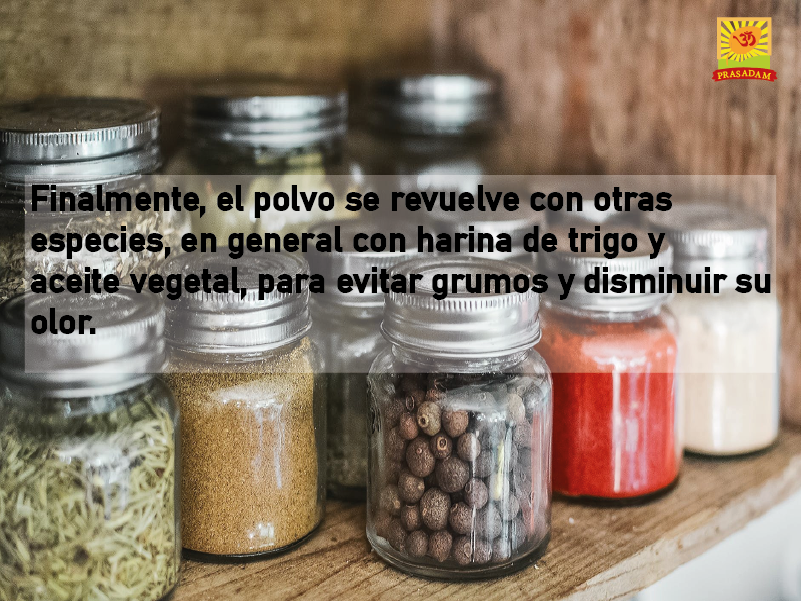 PRASADAM
Finalmente, el polvo se revuelve con otras
especies, en general con harina de trigo y
aceite vegetal, para evitar grumos y disminuir su
olor.